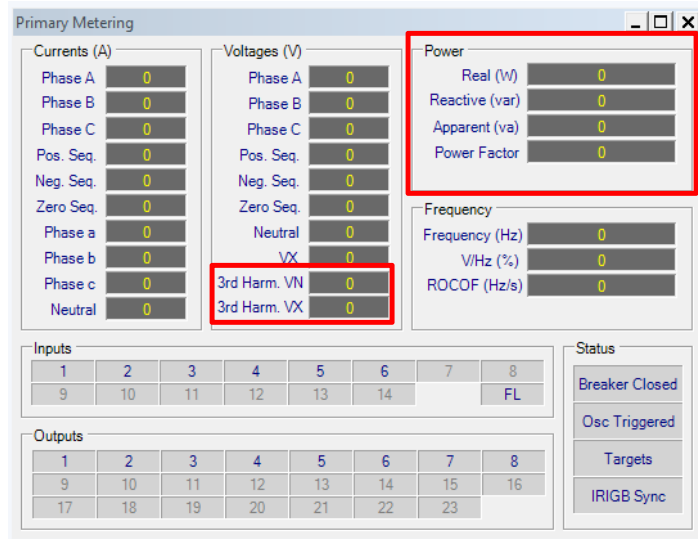 Primary Metering
Currents (A)
Phase A 0
Phase B 0
Phase C 0
Pos. Seq. 0
Neg. Seq. 0
Zero Seq. 0
Phase a 0
Phase b 0
Phase c 0
Neutral 0
Voltages (V)
Phase A 0
Phase B 0
Phase C 0
Pos. Seq. 0
Neg. Seq. 0
Zero Seq. 0
Neutral 0
VX 0
3rd Harm. VN 0
3rd Harm. VX 0
Power
Real (W) 0
Reactive (var) 0
Apparent (va) 0
Power Factor 0
Frequency
Frequency (Hz) 0
V/Hz (%) 0
ROCOF (Hz/s) 0
Inputs
1 2 3 4 5 6 7 8
9 10 11 12 13 14 FL
Outputs
1 2 3 4 5 6 7 8
9 10 11 12 13 14 15 16
17 18 19 20 21 22 23
Status
Breaker Closed
Osc Triggered
Targets
IRIGB Sync